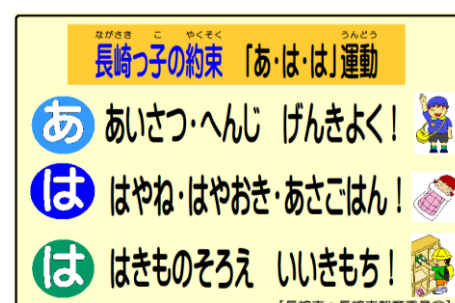 長崎っ子の約束 「あ・は・は」運動
あ あいさつ・へんじ げんきよく!
は はやね・はやおき・あさごはん!
は はきものそろえ いいきもち!